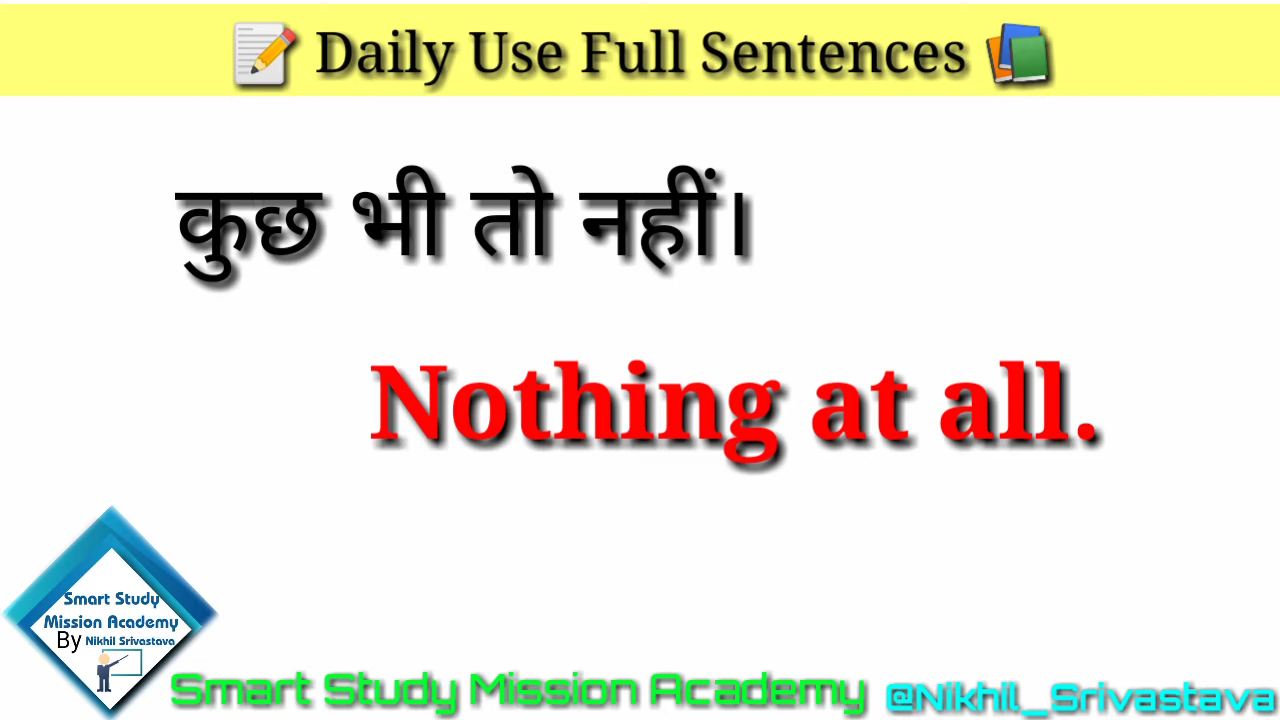 📝 Daily Use Full Sentences 📚
कुछ भी तो नहीं।
Nothing at all.
Smart Study
Mission Academy
By Nikhil Srivastava
Smart Study Mission Academy @Nikhil_Srivastava